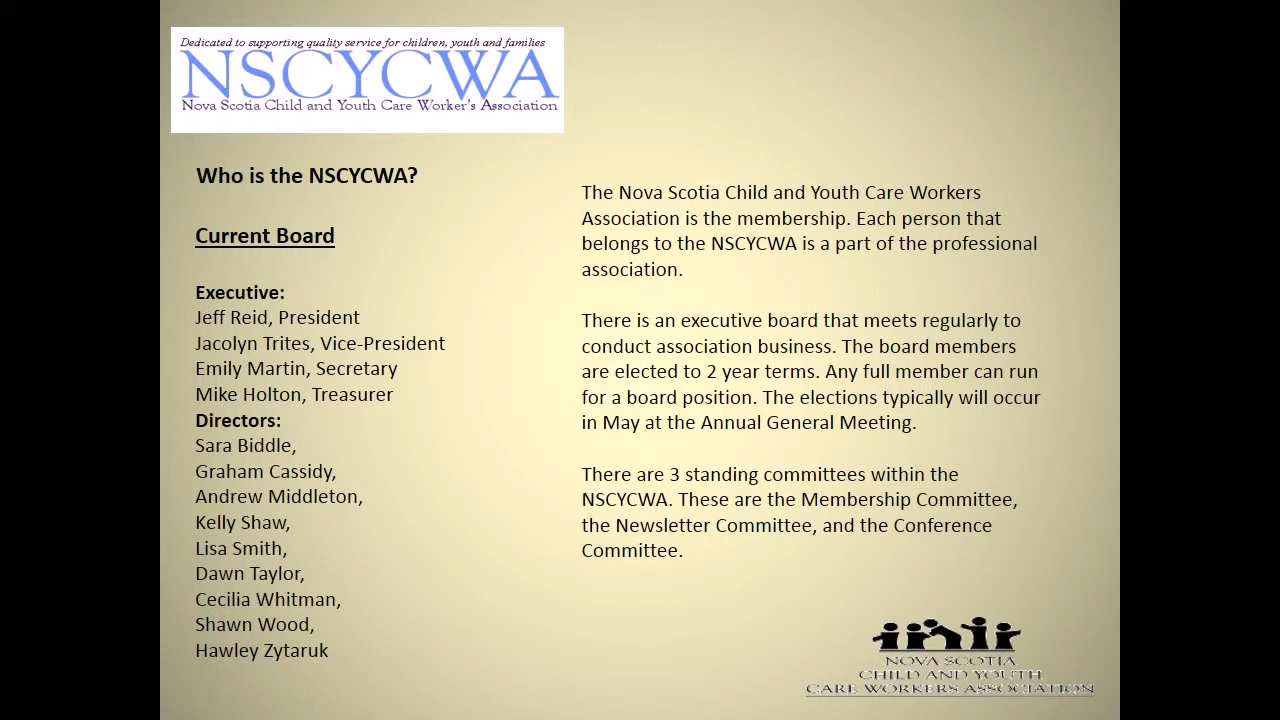 Dedicated to supporting quality service for children, youth and families
NSCYCWA
Nova Scotia Child and Youth Care Worker's Association
Who is the NSCYCWA?
Current Board
Executive:
Jeff Reid, President
Jacolyn Trites, Vice-President
Emily Martin, Secretary
Mike Holton, Treasurer
Directors:
Sara Biddle,
Graham Cassidy,
Andrew Middleton,
Kelly Shaw,
Lisa Smith,
Dawn Taylor,
Cecilia Whitman,
Shawn Wood,
Hawley Zytaruk
The Nova Scotia Child and Youth Care Workers
Association is the membership. Each person that
belongs to the NSCYCWA is a part of the professional
association.
There is an executive board that meets regularly to
conduct association business. The board members
are elected to 2 year terms. Any full member can run
for a board position. The elections typically will occur
in May at the Annual General Meeting.
There are 3 standing committees within the
NSCYCWA. These are the Membership Committee,
the Newsletter Committee, and the Conference
Committee.
NOVA SCOTIA
CHILD AND YOUTH
CARE WORKERS ASSOCIATION